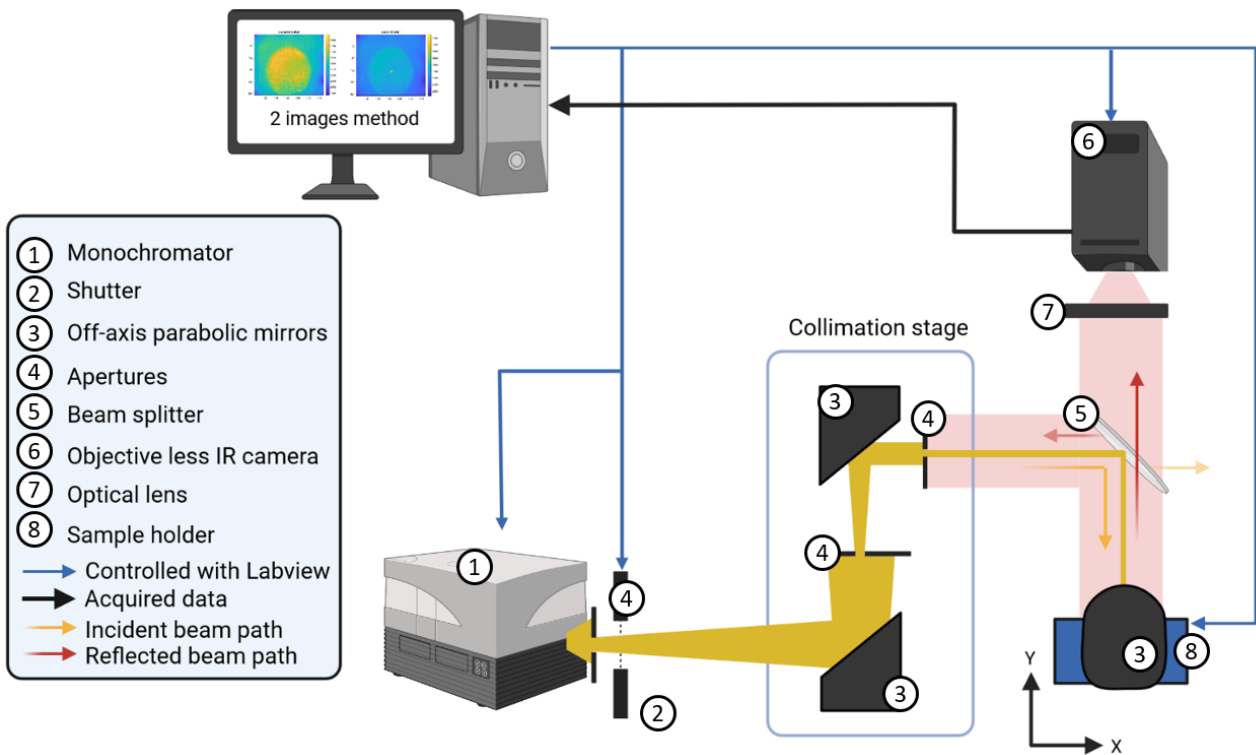 2 images method
1 Monochromator
2 Shutter
3 Off-axis parabolic mirrors
4 Apertures
5 Beam splitter
6 Objective less IR camera
7 Optical lens
8 Sample holder
Controlled with Labview
Acquired data
Incident beam path
Reflected beam path
Collimation stage
6
7
3
4
5
4
1
4
3
2
3
8
Y
X